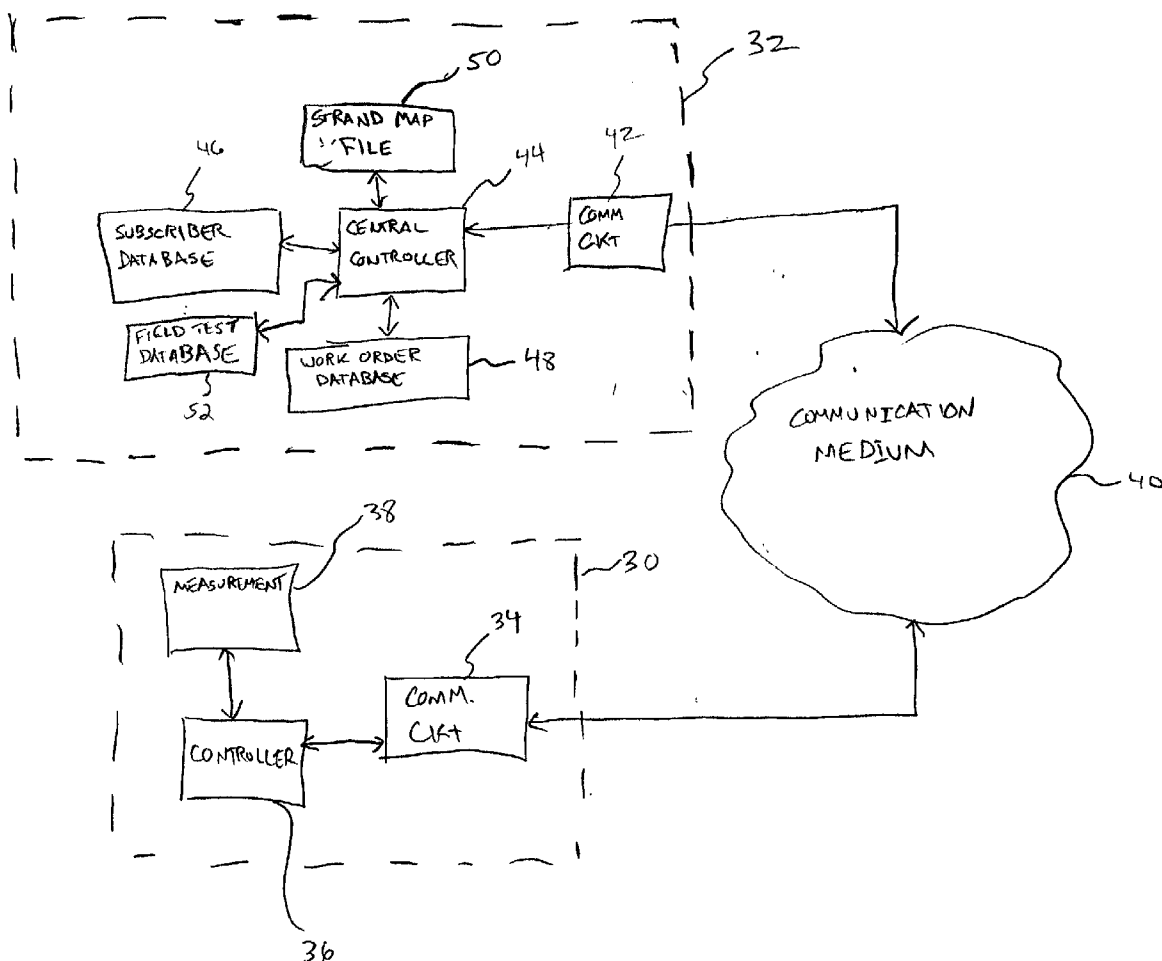 50
32
STRAND MAP
FILE
46
44
42
SUBSCRIBER
DATABASE
CENTRAL
CONTROLLER
COMM
CKT
FIELD TEST
DATABASE
52
WORK ORDER
DATABASE
48
COMMUNICATION
MEDIUM
40
38
30
MEASUREMENT
34
COMM.
CKT
CONTROLLER
36